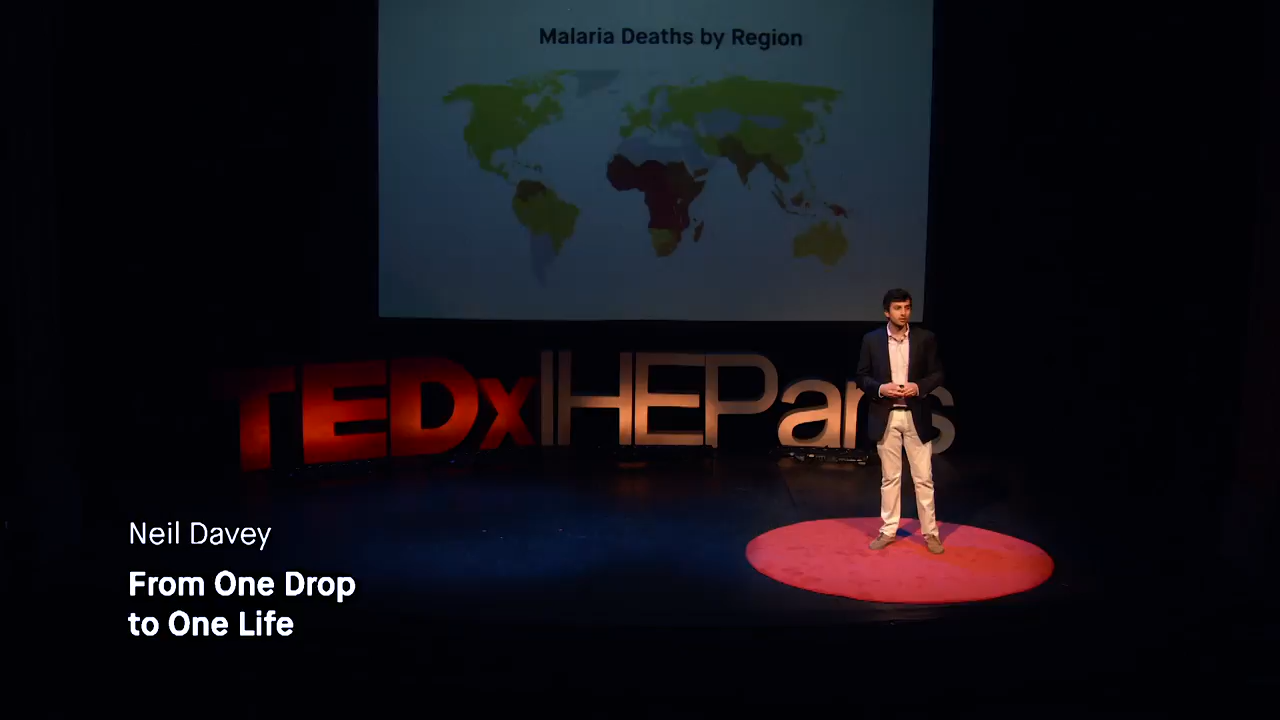 Malaria Deaths by Region
TEDxIHEParis
Neil Davey
From One Drop
to One Life